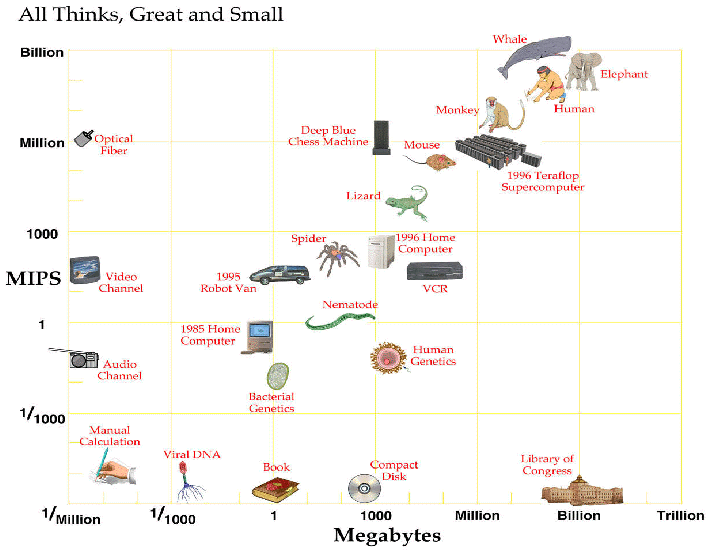 All Thinks, Great and Small
Whale
Billion
Elephant
Monkey
Human
Million
Optical
Fiber
Deep Blue
Chess Machine
Mouse
1996 Teraflop
Supercomputer
Lizard
1000
Spider
1996 Home
Computer
MIPS
Video
Channel
1995
Robot Van
VCR
Nematode
1
1985 Home
Computer
Human
Genetics
Audio
Channel
Bacterial
Genetics
1/1000
Manual
Calculation
Viral DNA
Book
Compact
Disk
Library of
Congress
1/Million
1/1000
1
1000
Million
Billion
Trillion
Megabytes